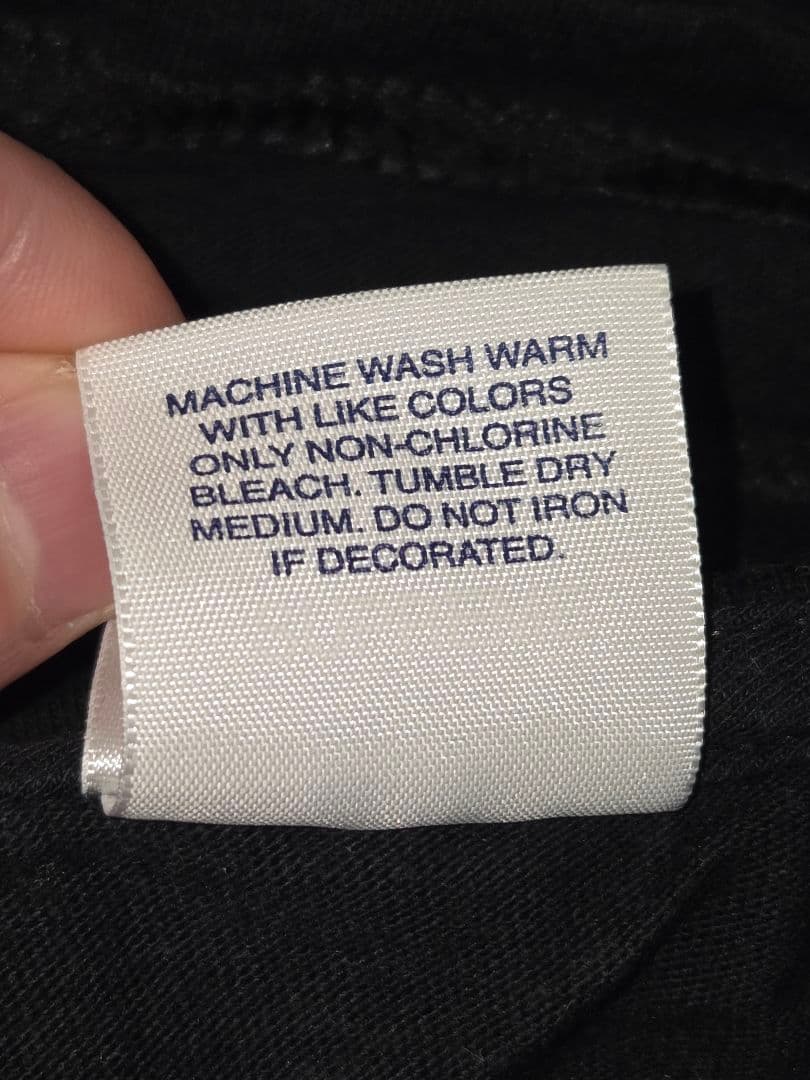 MACHINE WASH WARM
WITH LIKE COLORS
ONLY NON-CHLORINE
BLEACH. TUMBLE DRY
MEDIUM. DO NOT IRON
IF DECORATED.